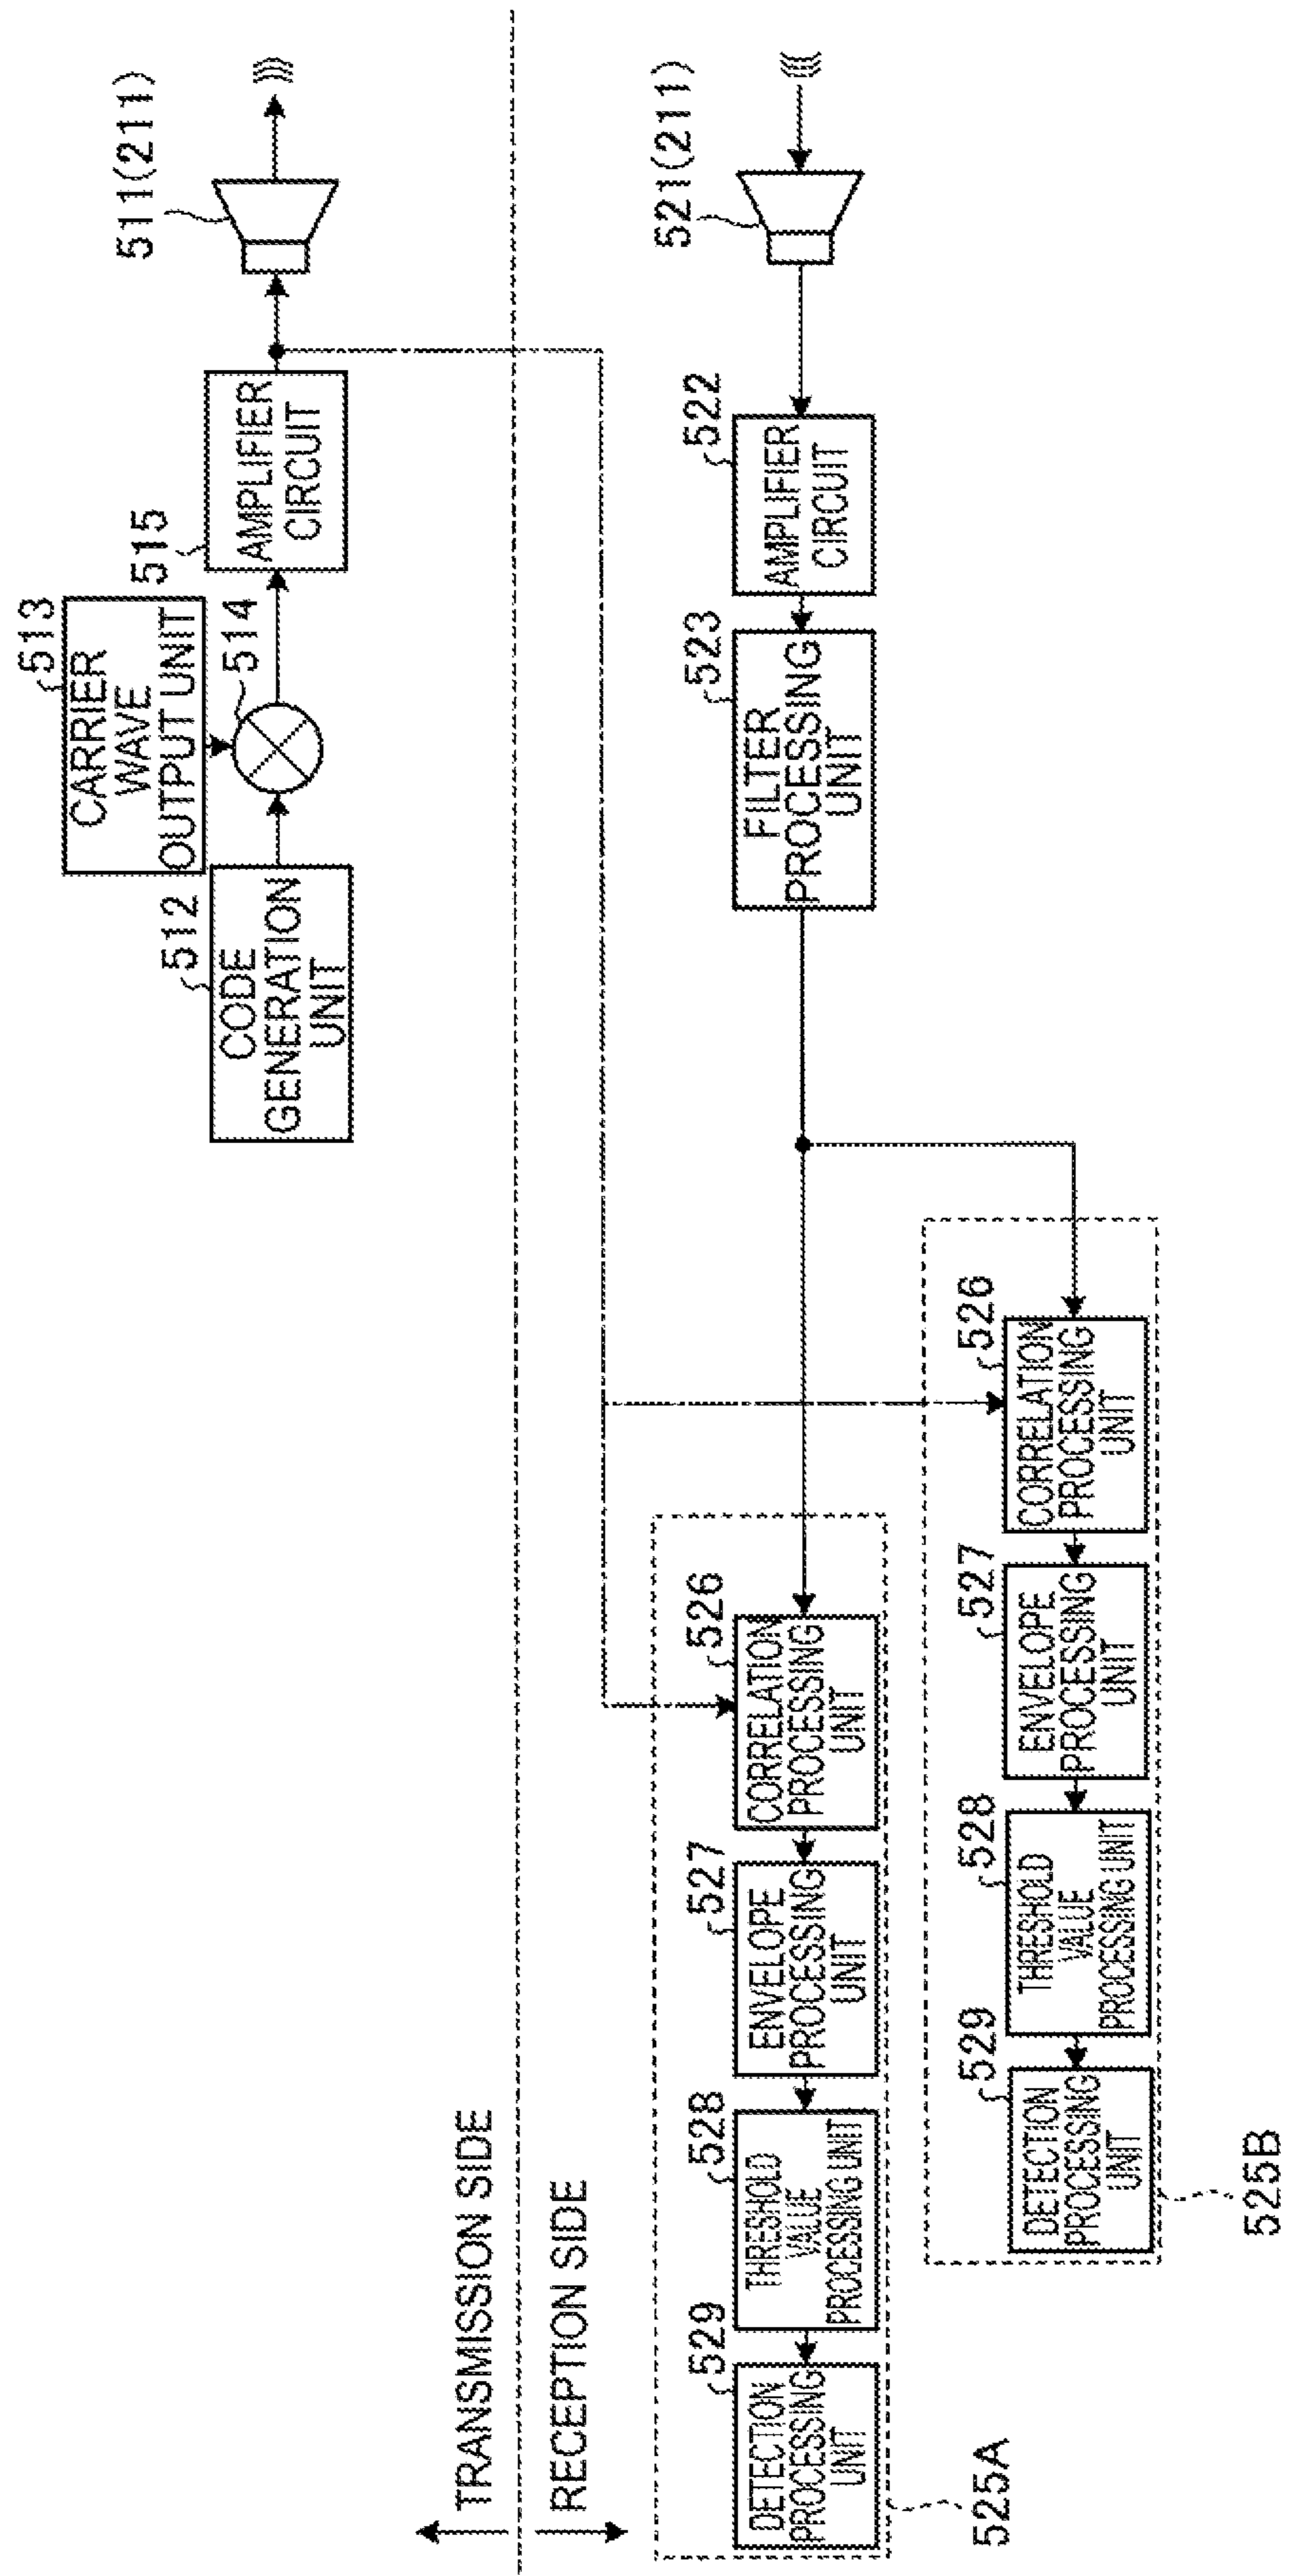 TRANSMISSION SIDE
RECEPTION SIDE
512
CODE
GENERATION
UNIT
513
CARRIER
WAVE
OUTPUT UNIT
514
515
AMPLIFIER
CIRCUIT
511(211)
521(211)
522
AMPLIFIER
CIRCUIT
523
FILTER
PROCESSING
UNIT
529
DETECTION
PROCESSING
UNIT
528
THRESHOLD
VALUE
PROCESSING UNIT
527
ENVELOPE
PROCESSING
UNIT
526
CORRELATION
PROCESSING
UNIT
525A
529
DETECTION
PROCESSING
UNIT
528
THRESHOLD
VALUE
PROCESSING UNIT
527
ENVELOPE
PROCESSING
UNIT
526
CORRELATION
PROCESSING
UNIT
525B